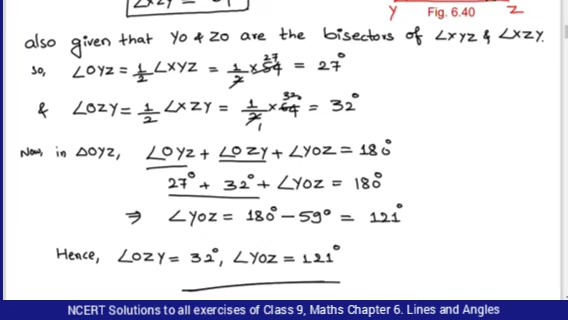 Y Fig. 6.40 Z
also given that YO & ZO are the bisectors of ∠XYZ & ∠XZY.
So, ∠OYZ = 1/2 ∠XYZ = 1/2 × 54 27 = 27°
& ∠OZY = 1/2 ∠XZY = 1/2 1 × 64 32 = 32°
Now, in ΔOYZ, ∠OYZ + ∠OZY + ∠YOZ = 180°
27° + 32° + ∠YOZ = 180°
⇒ ∠YOZ = 180° − 59° = 121°
Hence, ∠OZY = 32°, ∠YOZ = 121°
NCERT Solutions to all exercises of Class 9, Maths Chapter 6. Lines and Angles